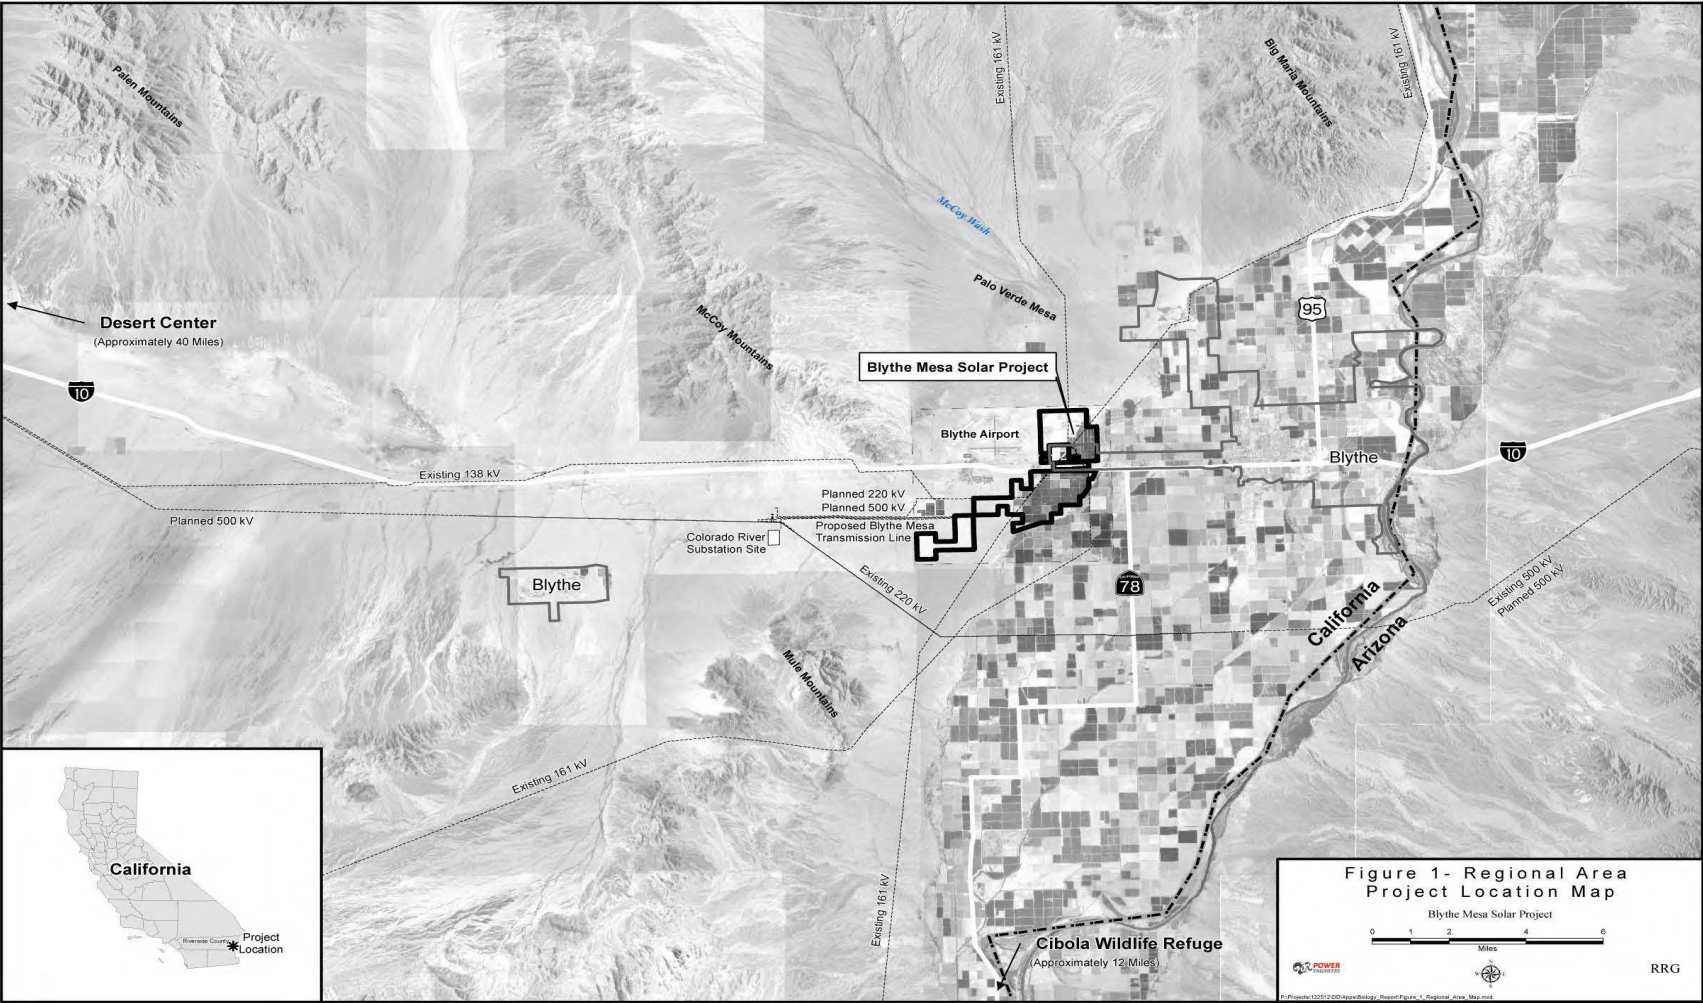 Palen Mountains
Existing 161 kV
Big Maria Mountains
Existing 161 kV
McCoy Wash
Palo Verde Mesa
95
McCoy Mountains
Desert Center
(Approximately 40 Miles)
Blythe Mesa Solar Project
10
Blythe Airport
Blythe
10
Existing 138 kV
Planned 220 kV
Planned 500 kV
Planned 500 kV
Proposed Blythe Mesa
Transmission Line
Colorado River
Substation Site
Blythe
Existing 220 kV
CALIFORNIA
78
Existing 500 kV
Planned 500 kV
California
Arizona
Mule Mountains
Existing 161 kV
Existing 161 kV
California
Riverside County
Project
Location
Cibola Wildlife Refuge
(Approximately 12 Miles)
Figure 1- Regional Area
Project Location Map
Blythe Mesa Solar Project
2 1 0 2 4 6
Miles
POWER
ENGINEERS
N
W E
S
RRG